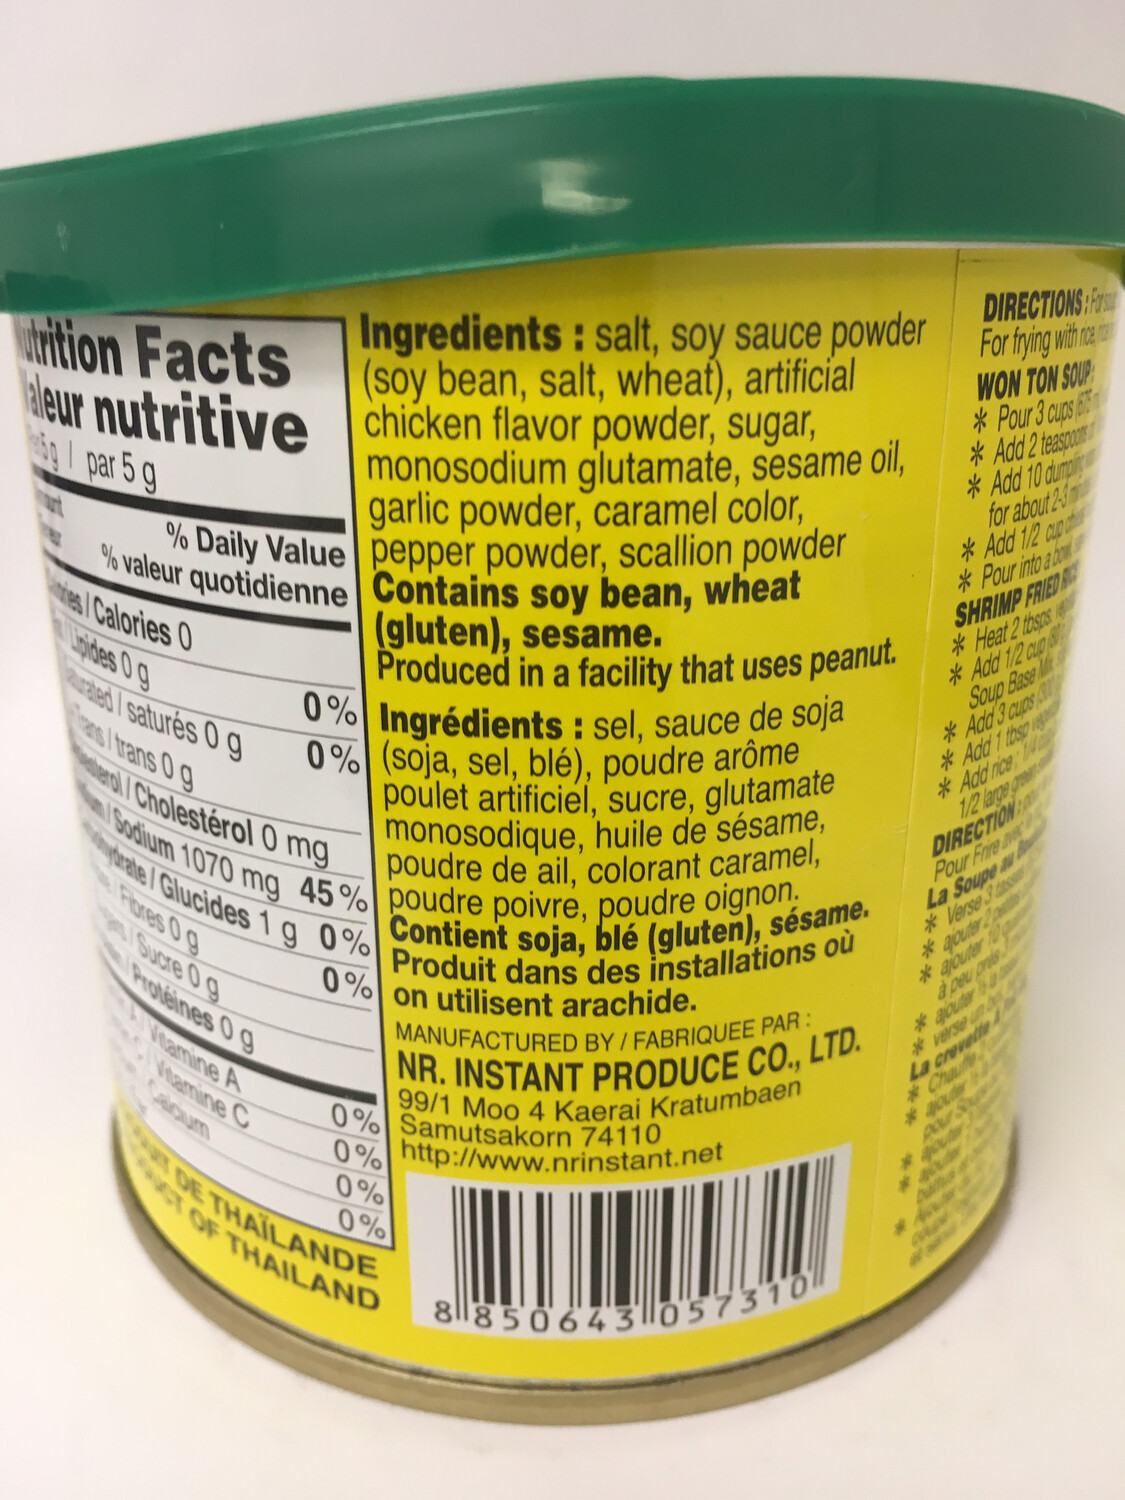 Facts
nutritive
par 5 g
% Daily Value
% valeur quotidienne
/ Calories 0
/ Lipides 0 g
0%
/ saturés 0 g
0%
/ trans 0 g
/ Cholestérol 0 mg
/ Sodium 1070 mg 45%
/ Glucides 1 g 0%
/ Fibres 0 g
0%
/ Sucre 0 g
/ Protéines 0 g
Vitamine A
0%
Vitamine C
0%
Calcium
0%
0%
DE THAÏLANDE
OF THAILAND
Ingredients : salt, soy sauce powder
(soy bean, salt, wheat), artificial
chicken flavor powder, sugar,
monosodium glutamate, sesame oil,
garlic powder, caramel color,
pepper powder, scallion powder
Contains soy bean, wheat
(gluten), sesame.
Produced in a facility that uses peanut.
Ingrédients : sel, sauce de soja
(soja, sel, blé), poudre arôme
poulet artificiel, sucre, glutamate
monosodique, huile de sésame,
poudre de ail, colorant caramel,
poudre poivre, poudre oignon.
Contient soja, blé (gluten), sésame.
Produit dans des installations où
on utilisent arachide.
MANUFACTURED BY / FABRIQUEE PAR :
NR. INSTANT PRODUCE CO., LTD.
99/1 Moo 4 Kaerai Kratumbaen
Samutsakorn 74110
http://www.nrinstant.net
8 850643 057310
DIRECTIONS : For
For frying with rice,
WON TON SOUP
* Pour 3 cups
* Add 2 teaspoons
* Add 10 dumpling
for about 2-3
* Add 1/2 cup
* Pour into a bowl
SHRIMP FRIED RICE
* Heat 2 tbsps.
* Add 1/2 cup
Soup Base Mix,
* Add 3 cups
* Add 1 tbsp
* Add rice, 1/4
1/2 large green
DIRECTION :
Pour Frire avec
La Soupe au
* Verse 3 tasses
* ajouter 2
* ajouter 10
à peu près
* ajouter
* verse un
La crevette
* Chauffe